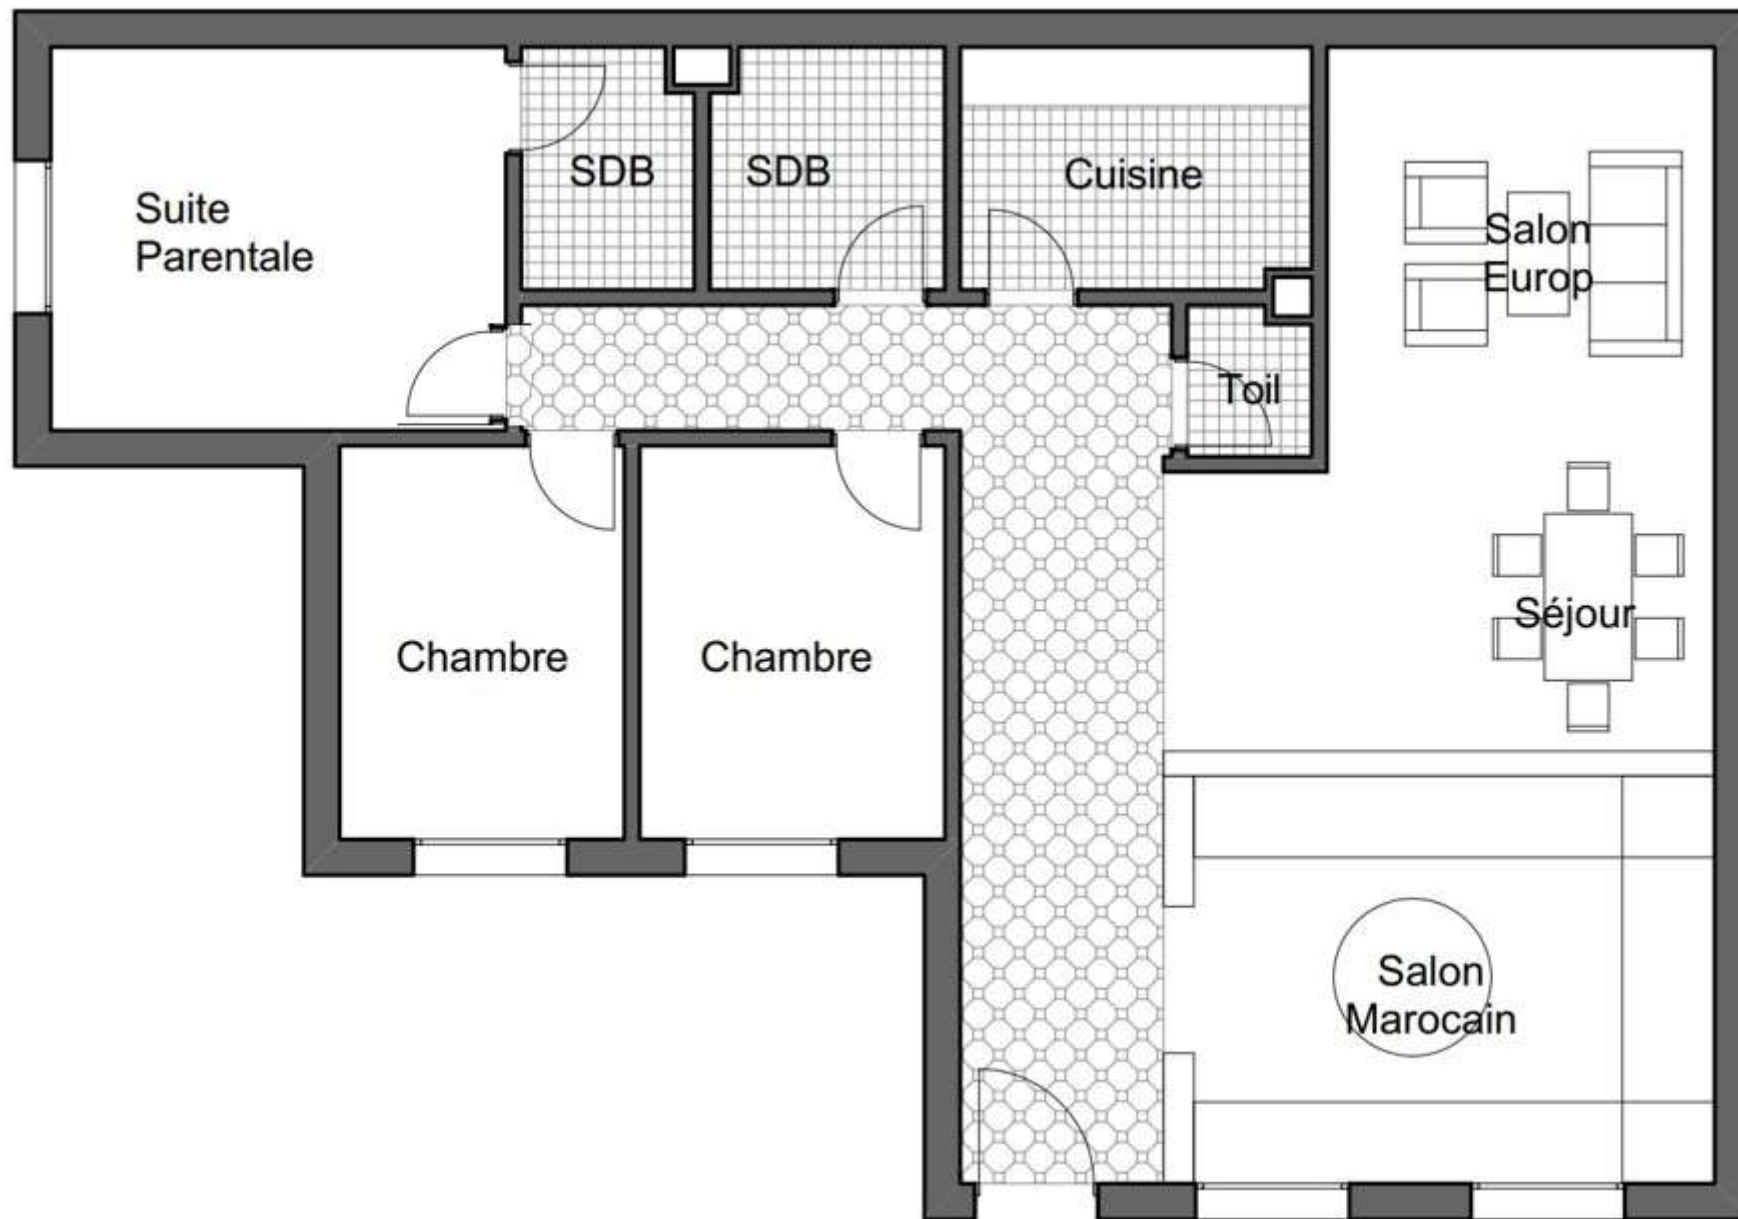 Suite
Parentale
SDB
SDB
Cuisine
Salon
Europ
Toil
Séjour
Chambre
Chambre
Salon
Marocain